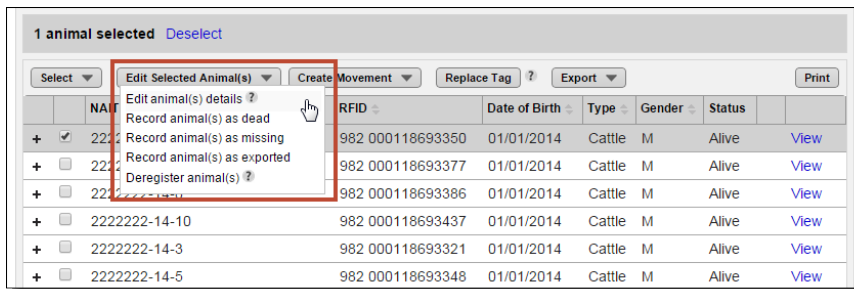 1 animal selected Deselect
Select Edit Selected Animal(s) Create Movement Replace Tag ? Export Print
Edit animal(s) details ?
Record animal(s) as dead
Record animal(s) as missing
Record animal(s) as exported
Deregister animal(s) ?
RFID Date of Birth Type Gender Status
982 000118693350 01/01/2014 Cattle M Alive View
982 000118693377 01/01/2014 Cattle M Alive View
982 000118693386 01/01/2014 Cattle M Alive View
2222222-14-10 982 000118693437 01/01/2014 Cattle M Alive View
2222222-14-3 982 000118693321 01/01/2014 Cattle M Alive View
2222222-14-5 982 000118693348 01/01/2014 Cattle M Alive View